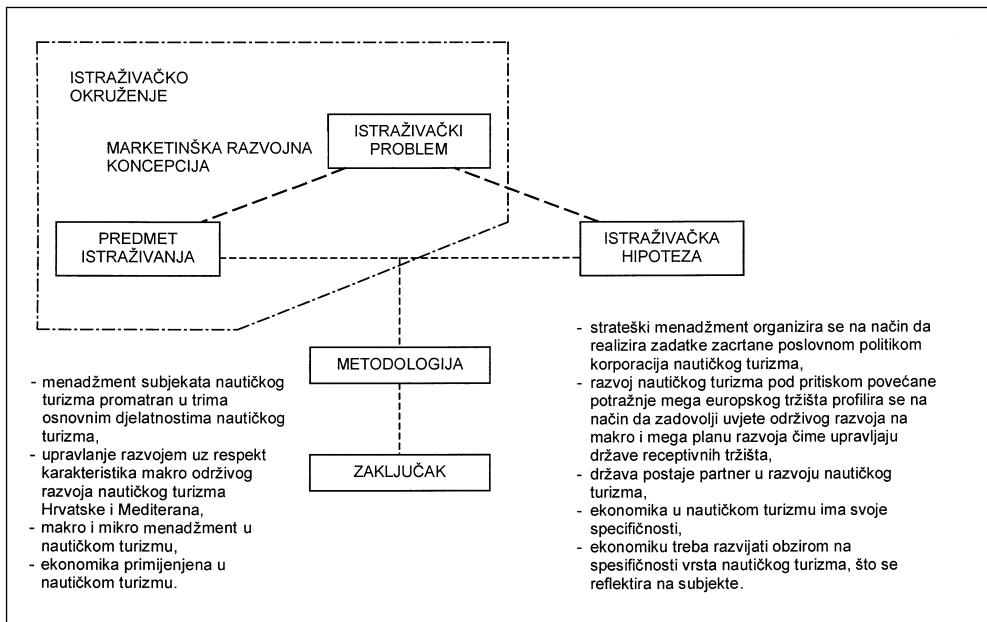 ISTRAŽIVAČKO
OKRUŽENJE
MARKETINŠKA RAZVOJNA
KONCEPCIJA
ISTRAŽIVAČKI
PROBLEM
PREDMET
ISTRAŽIVANJA
ISTRAŽIVAČKA
HIPOTEZA
METODOLOGIJA
ZAKLJUČAK
- menadžment subjekata nautičkog
turizma promatran u trima
osnovnim djelatnostima nautičkog
turizma,
- upravljanje razvojem uz respekt
karakteristika makro održivog
razvoja nautičkog turizma
Hrvatske i Mediterana,
- makro i mikro menadžment u
nautičkom turizmu,
- ekonomika primijenjena u
nautičkom turizmu.
- strateški menadžment organizira se na način da
realizira zadatke zacrtane poslovnom politikom
korporacija nautičkog turizma,
- razvoj nautičkog turizma pod pritiskom povećane
potražnje mega europskog tržišta profilira se na
način da zadovolji uvjete održivog razvoja na
makro i mega planu razvoja čime upravljaju
države receptivnih tržišta,
- država postaje partner u razvoju nautičkog
turizma,
- ekonomika u nautičkom turizmu ima svoje
specifičnosti,
- ekonomiku treba razvijati obzirom na
spesifičnosti vrsta nautičkog turizma, što se
reflektira na subjekte.